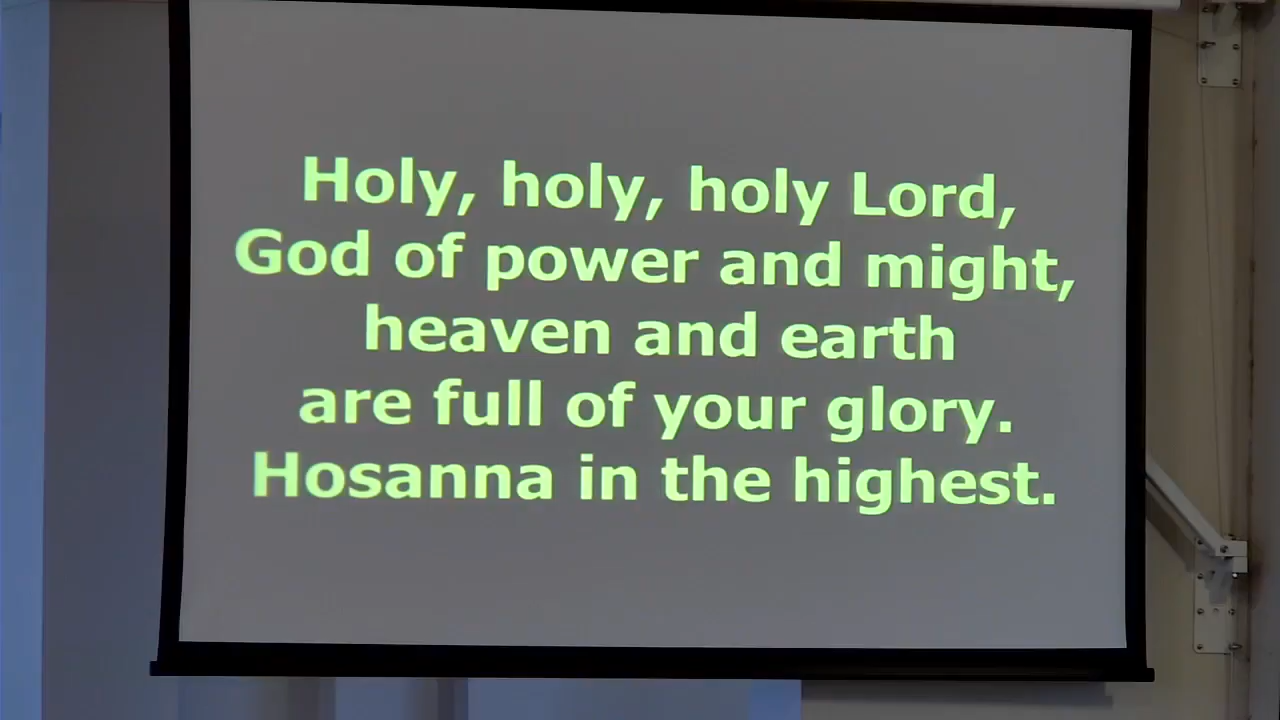 Holy, holy, holy Lord,
God of power and might,
heaven and earth
are full of your glory.
Hosanna in the highest.